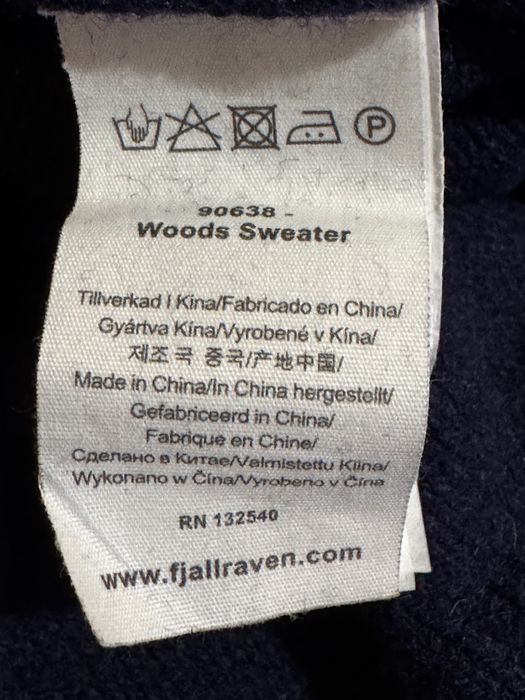 P
90638 -
Woods Sweater
Tillverkad I Kina/Fabricado en China/
Gyártva Kína/Vyrobené v Kína/
제조국 중국/产地中国/
Made in China/In China hergestellt/
Gefabriceerd in China/
Fabrique en Chine/
Сделано в Китае/Valmistettu Kiina/
Wykonano w Čina/Vyrobeno v Čína
RN 132540
www.fjallraven.com